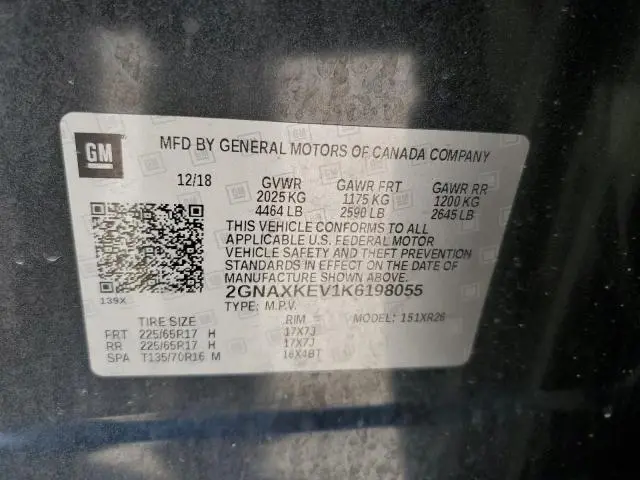 GM
MFD BY GENERAL MOTORS OF CANADA COMPANY
12/18 GVWR GAWR FRT GAWR RR
2025 KG 1175 KG 1200 KG
4464 LB 2590 LB 2645 LB
THIS VEHICLE CONFORMS TO ALL
APPLICABLE U.S. FEDERAL MOTOR
VEHICLE SAFETY AND THEFT
PREVENTION STANDARDS IN EFFECT ON THE
DATE OF MANUFACTURE SHOWN ABOVE.
2GNAXKEV1K6198055
139X
TYPE: M.P.V. MODEL: 151XR26
TIRE SIZE RIM
FRT 225/65R17 H 17X7J
RR 225/65R17 H 17X7J
SPA T135/70R16 M 16X4BT